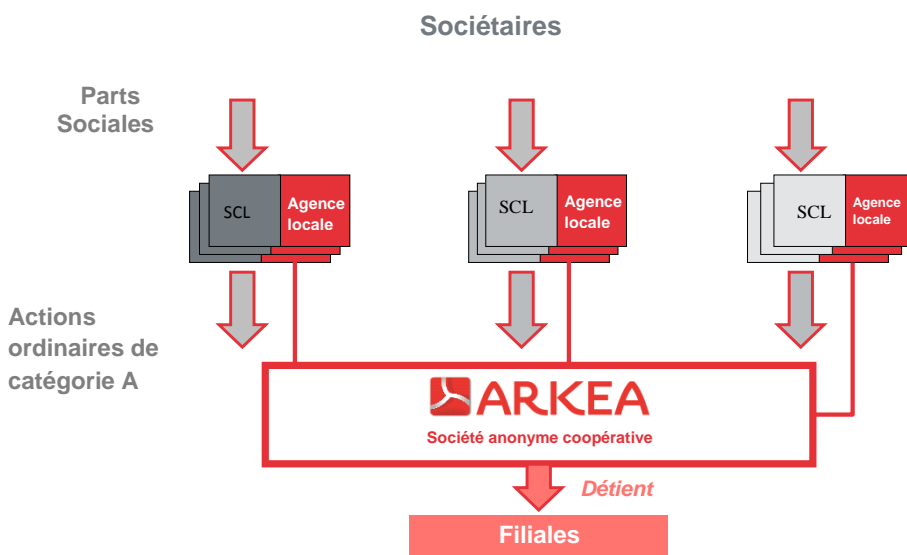 Sociétaires
Parts
Sociales
SCL
Agence
locale
SCL
Agence
locale
SCL
Agence
locale
Actions
ordinaires de
catégorie A
ARKEA
Société anonyme coopérative
Détient
Filiales